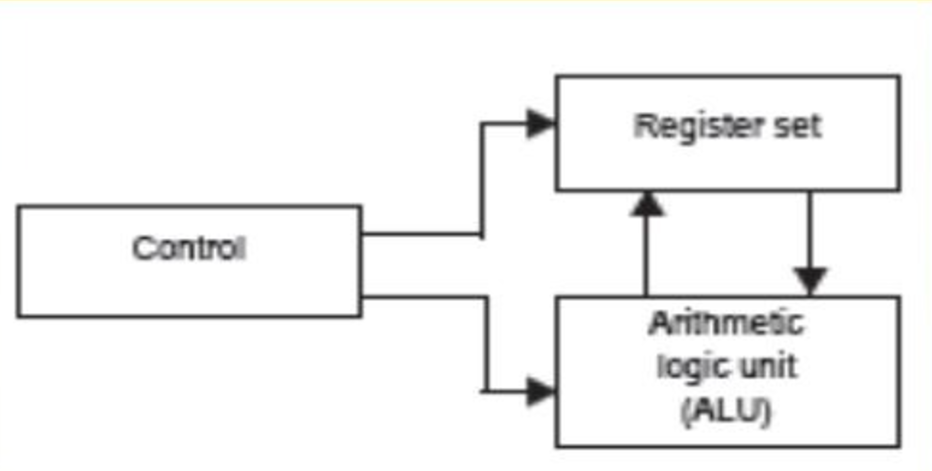 Register set
Control
Arithmetic
logic unit
(ALU)